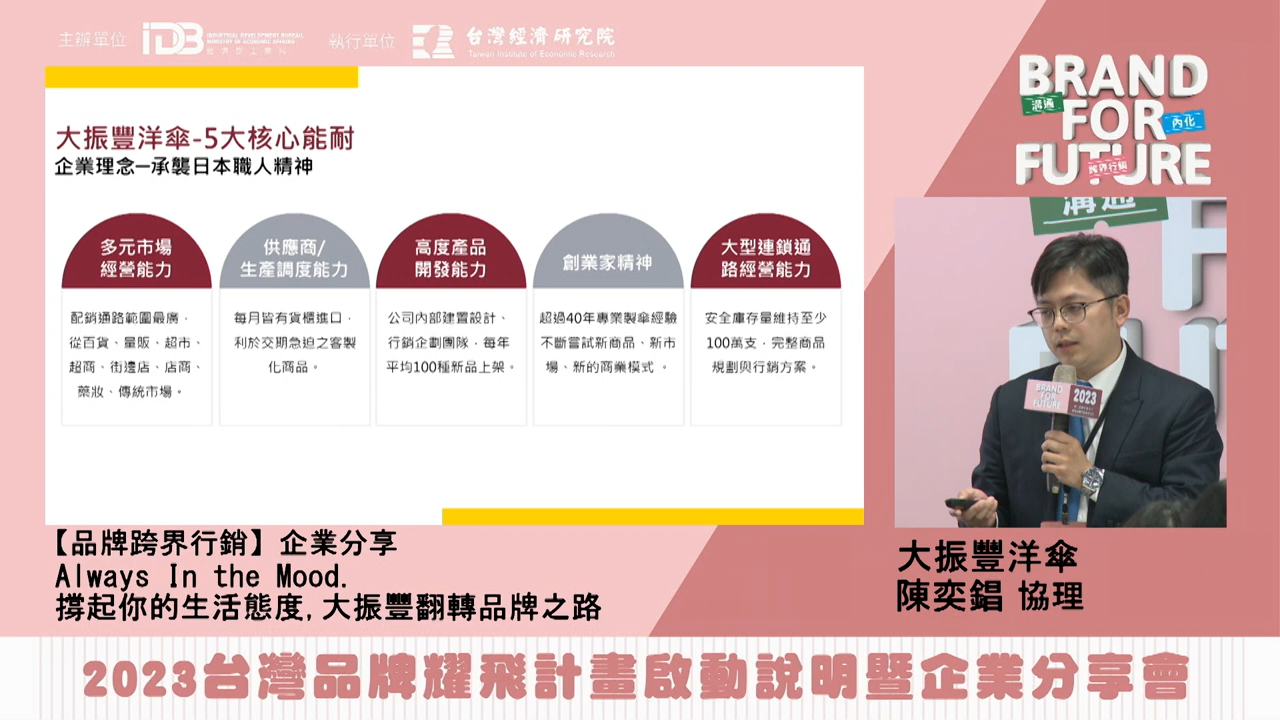 主辦單位
IDB
INDUSTRIAL DEVELOPMENT BUREAU,
MINISTRY OF ECONOMIC AFFAIRS
經濟部工業局
執行單位
台灣經濟研究院
Taiwan Institute of Economic Research
BRAND
溝通
FOR
內化
FUTURE
跨界行銷
大振豐洋傘-5大核心能耐
企業理念─承襲日本職人精神
多元市場
經營能力
配銷通路範圍最廣，
從百貨、量販、超市、
超商、街邊店、店商、
藥妝、傳統市場。
供應商/
生產調度能力
每月皆有貨櫃進口，
利於交期急迫之客製
化商品。
高度產品
開發能力
公司內部建置設計、
行銷企劃團隊，每年
平均100種新品上架。
創業家精神
超過40年專業製傘經驗
不斷嘗試新商品、新市
場、新的商業模式 。
大型連鎖通
路經營能力
安全庫存量維持至少
100萬支，完整商品
規劃與行銷方案。
溝通
BRAND
FOR
FUTURE
2023
【品牌跨界行銷】企業分享
Always In the Mood.
撐起你的生活態度,大振豐翻轉品牌之路
大振豐洋傘
陳奕錩 協理
2023台灣品牌耀飛計畫啟動說明暨企業分享會